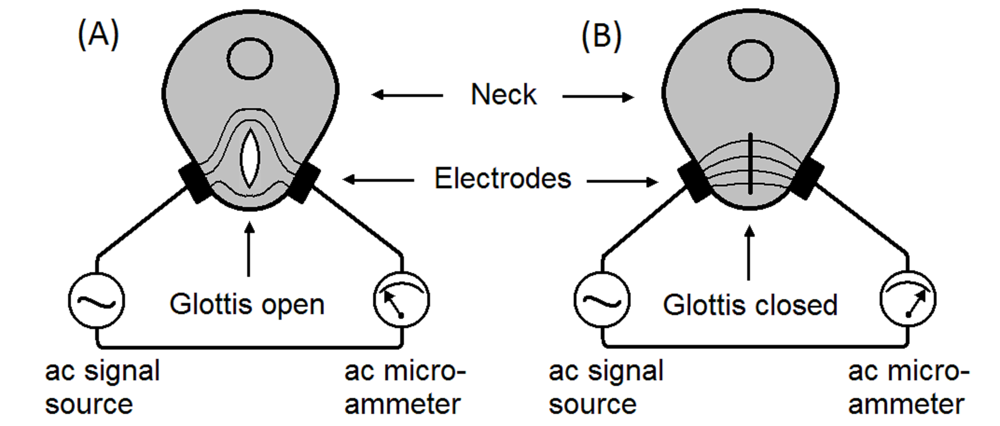 (A)
(B)
Neck
Electrodes
Glottis open
Glottis closed
ac signal
source
ac micro-
ammeter
ac signal
source
ac micro-
ammeter